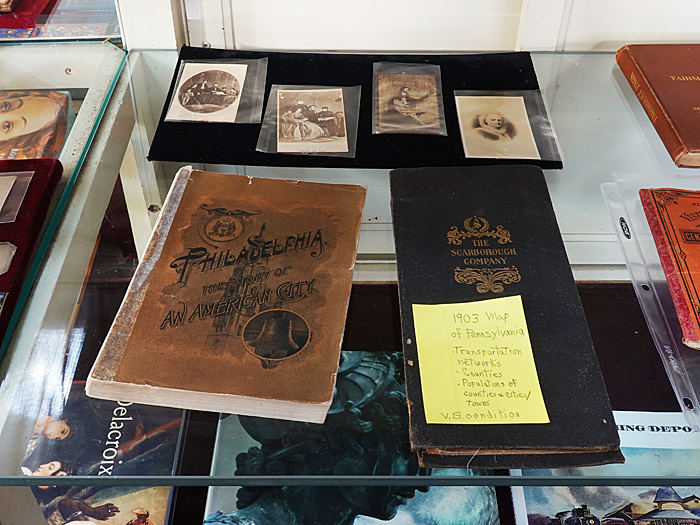 PHILADELPHIA.
THE STORY OF
AN AMERICAN CITY.
THE
SCARBOROUGH
COMPANY
1903 Map
of Pennsylvania
·Transportation
networks
· Counties
· Populations of
counties & cities/
towns
V.G. condition
Delacroix